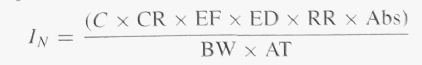 I_N = (C × CR × EF × ED × RR × Abs) / BW × AT